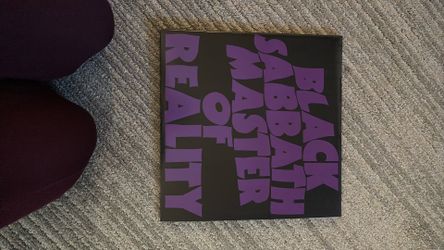 BLACK
SABBATH
MASTER
OF
REALITY